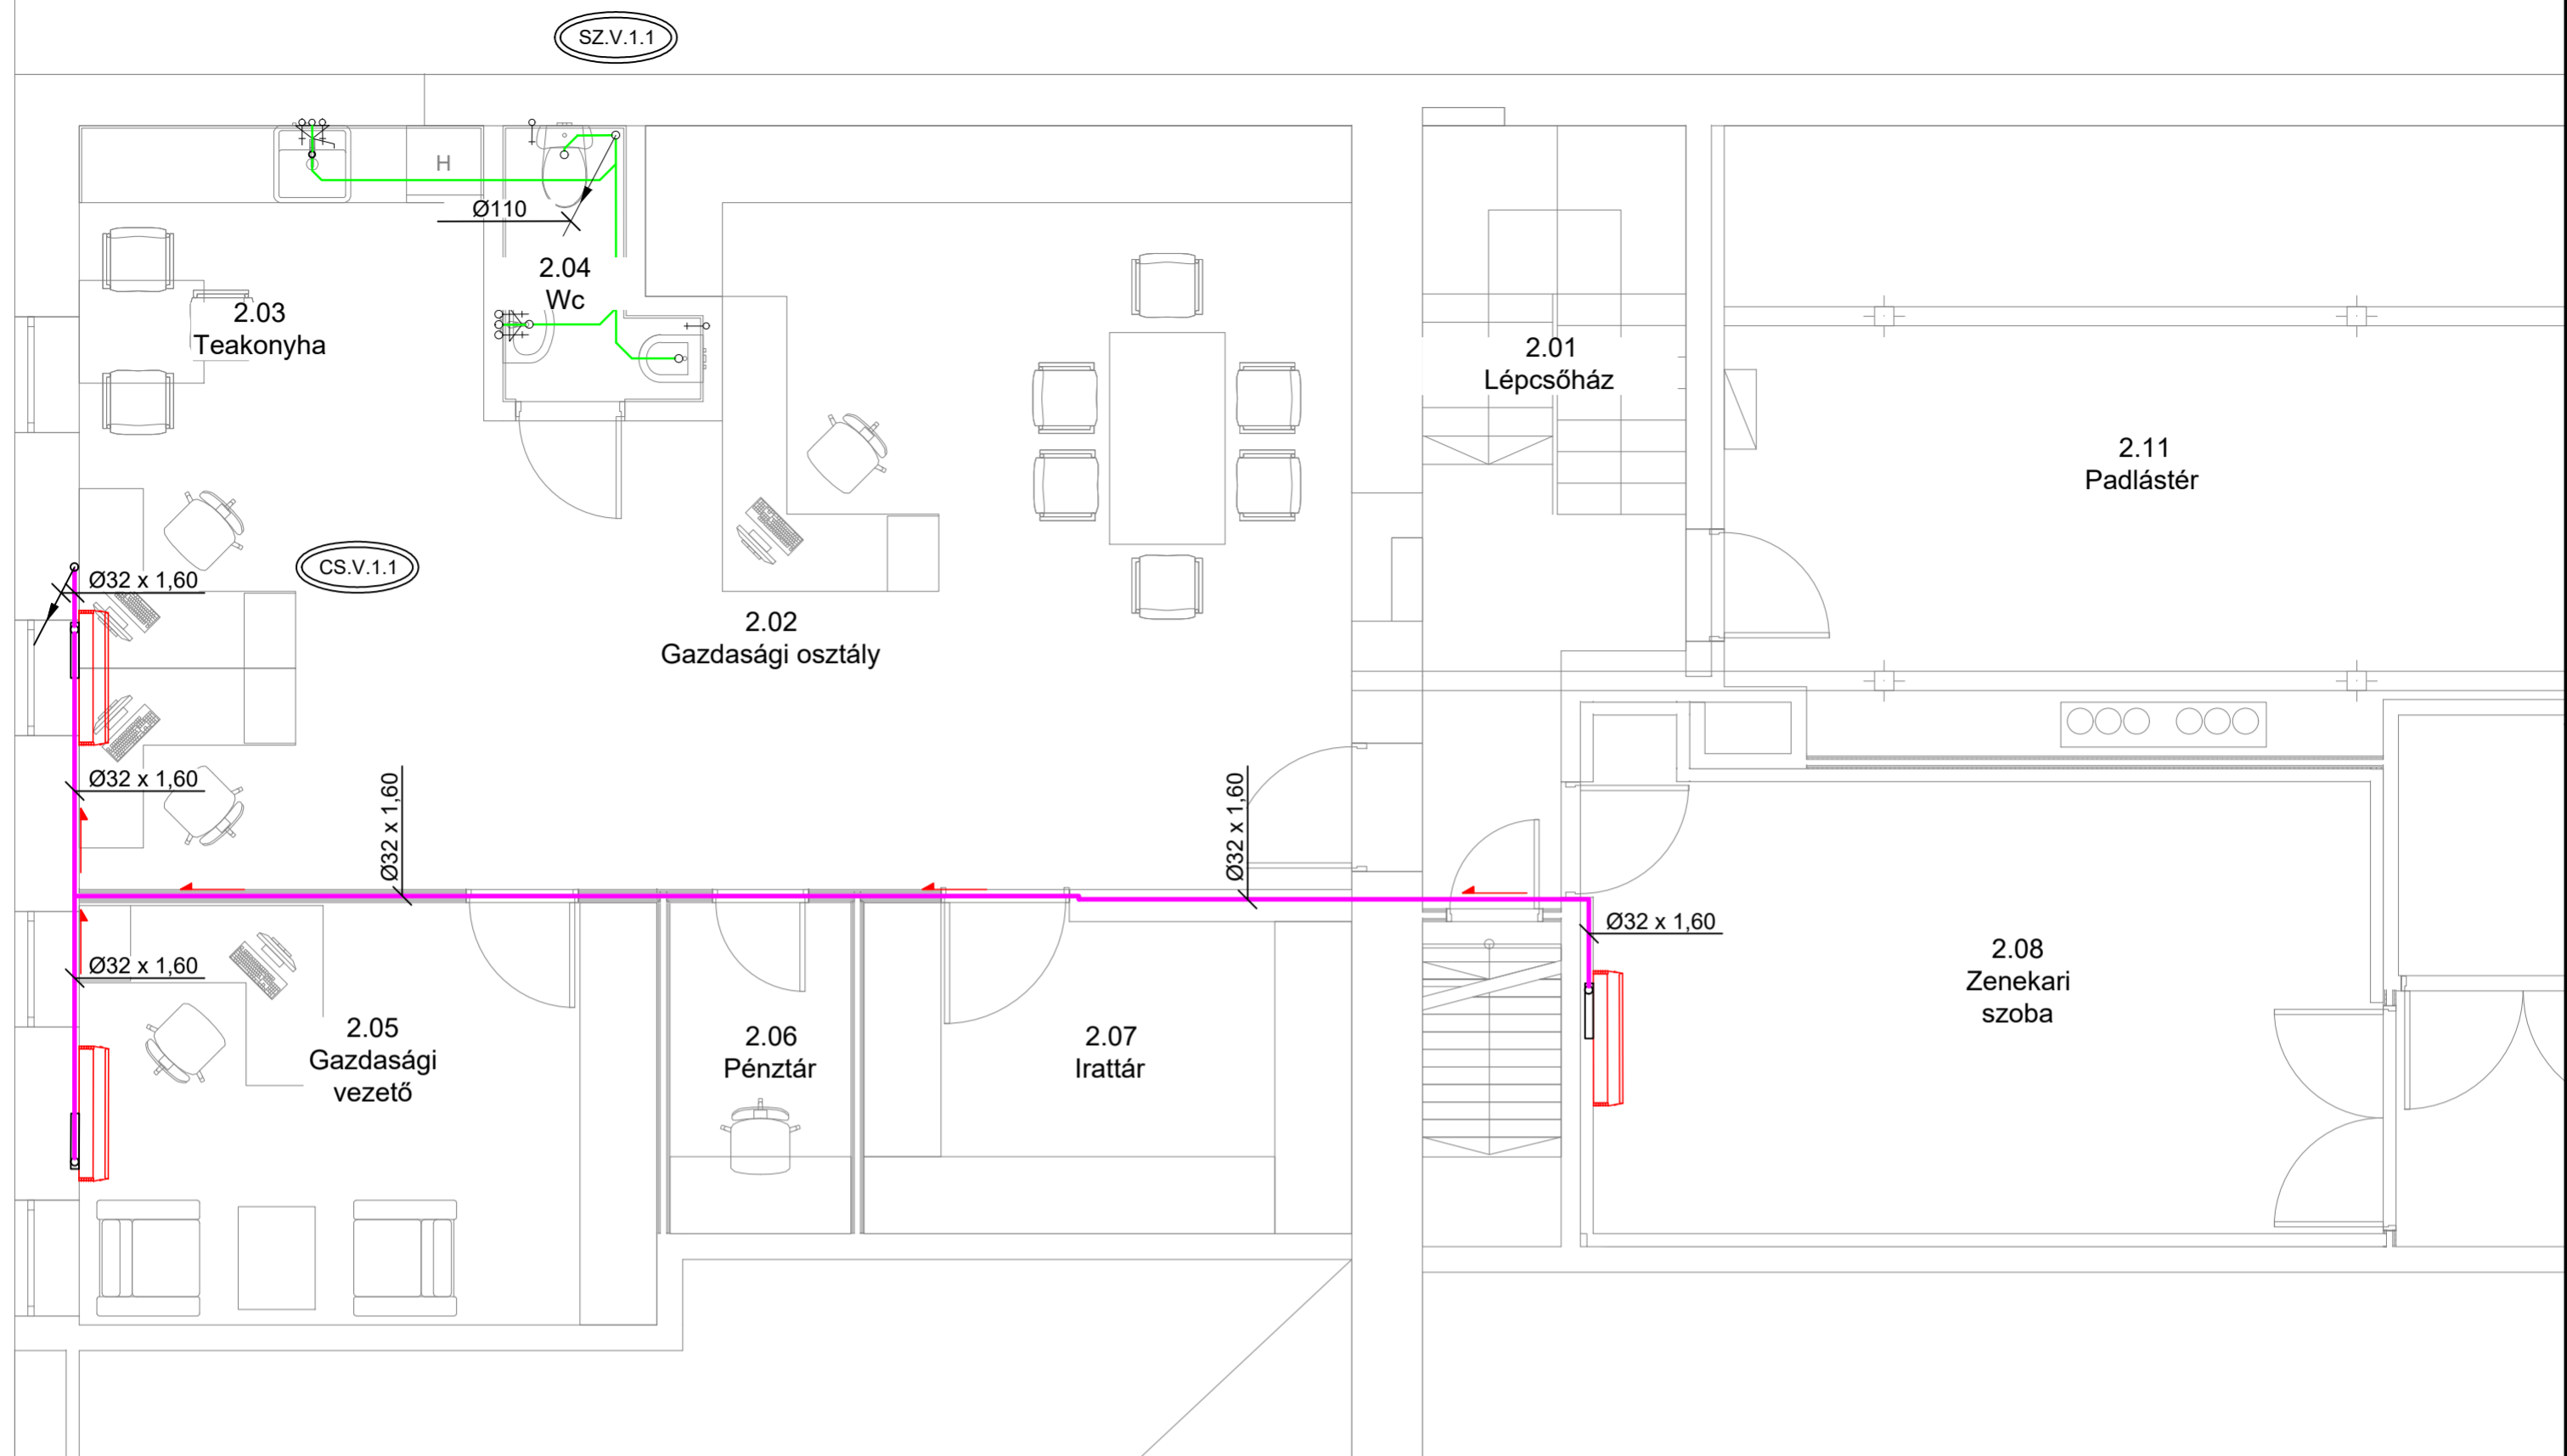 SZ.V.1.1
H
Ø110
2.04
Wc
2.03
Teakonyha
2.01
Lépcsőház
2.11
Padlástér
CS.V.1.1
Ø32 x 1,60
2.02
Gazdasági osztály
Ø32 x 1,60
Ø32 x 1,60
Ø32 x 1,60
Ø32 x 1,60
Ø32 x 1,60
2.08
Zenekari
szoba
2.05
Gazdasági
vezető
2.06
Pénztár
2.07
Irattár